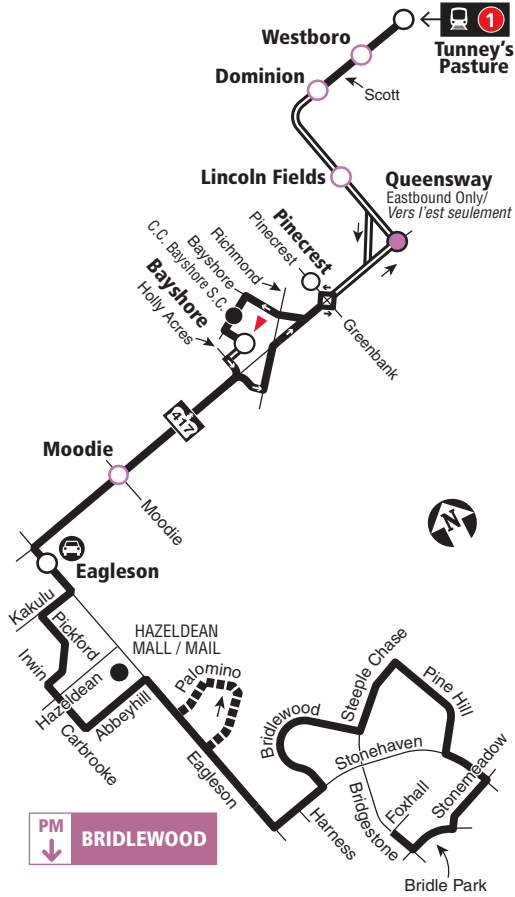 1
Westboro
Tunney's
Pasture
Dominion
Scott
Lincoln Fields
Queensway
Eastbound Only/
Vers l'est seulement
Pinecrest
Pinecrest
Richmond
Bayshore
C.C. Bayshore S.C.
Bayshore
Holly Acres
Greenbank
417
Moodie
Moodie
N
Eagleson
Kakulu
Pickford
HAZELDEAN
MALL / MAIL
Irwin
Hazeldean
Palomino
Abbeyhill
Carbrooke
Eagleson
Steeple Chase
Pine Hill
Bridlewood
Stonehaven
Stonemeadow
Foxhall
Bridgestone
Harness
PM
BRIDLEWOOD
Bridle Park